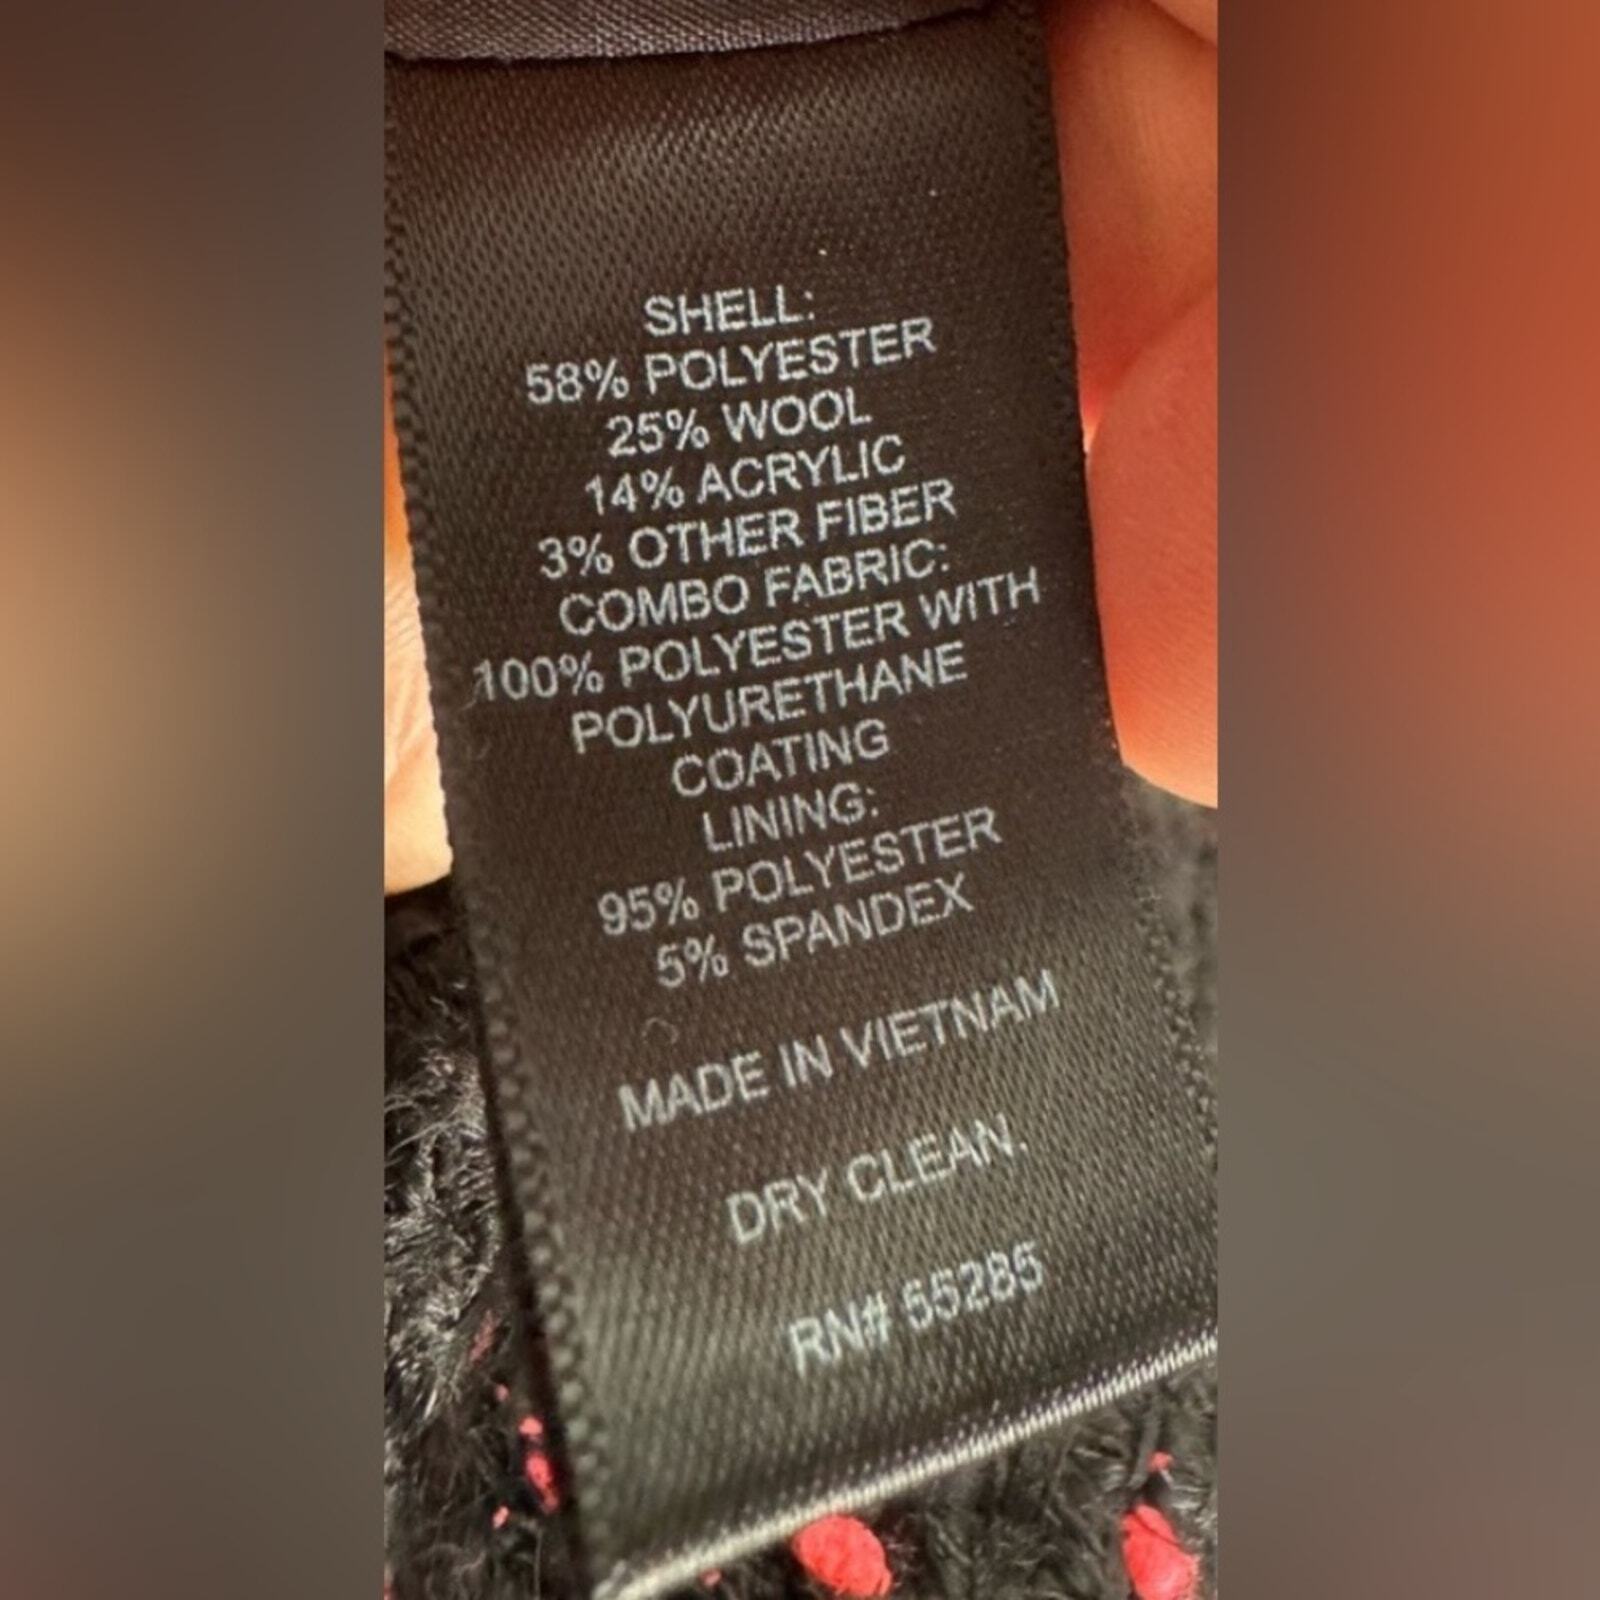 SHELL:
58% POLYESTER
25% WOOL
14% ACRYLIC
3% OTHER FIBER
COMBO FABRIC:
100% POLYESTER WITH
POLYURETHANE
COATING
LINING:
95% POLYESTER
5% SPANDEX
MADE IN VIETNAM
DRY CLEAN.
RN# 55285